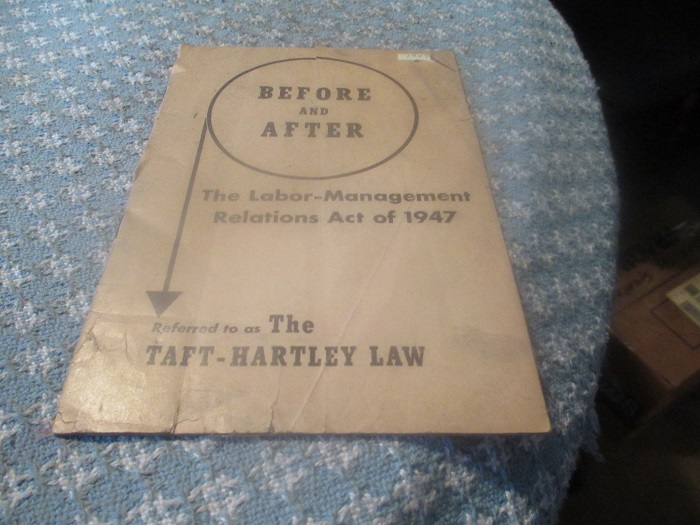 BEFORE
AND
AFTER
The Labor-Management
Relations Act of 1947
Referred to as The
TAFT-HARTLEY LAW